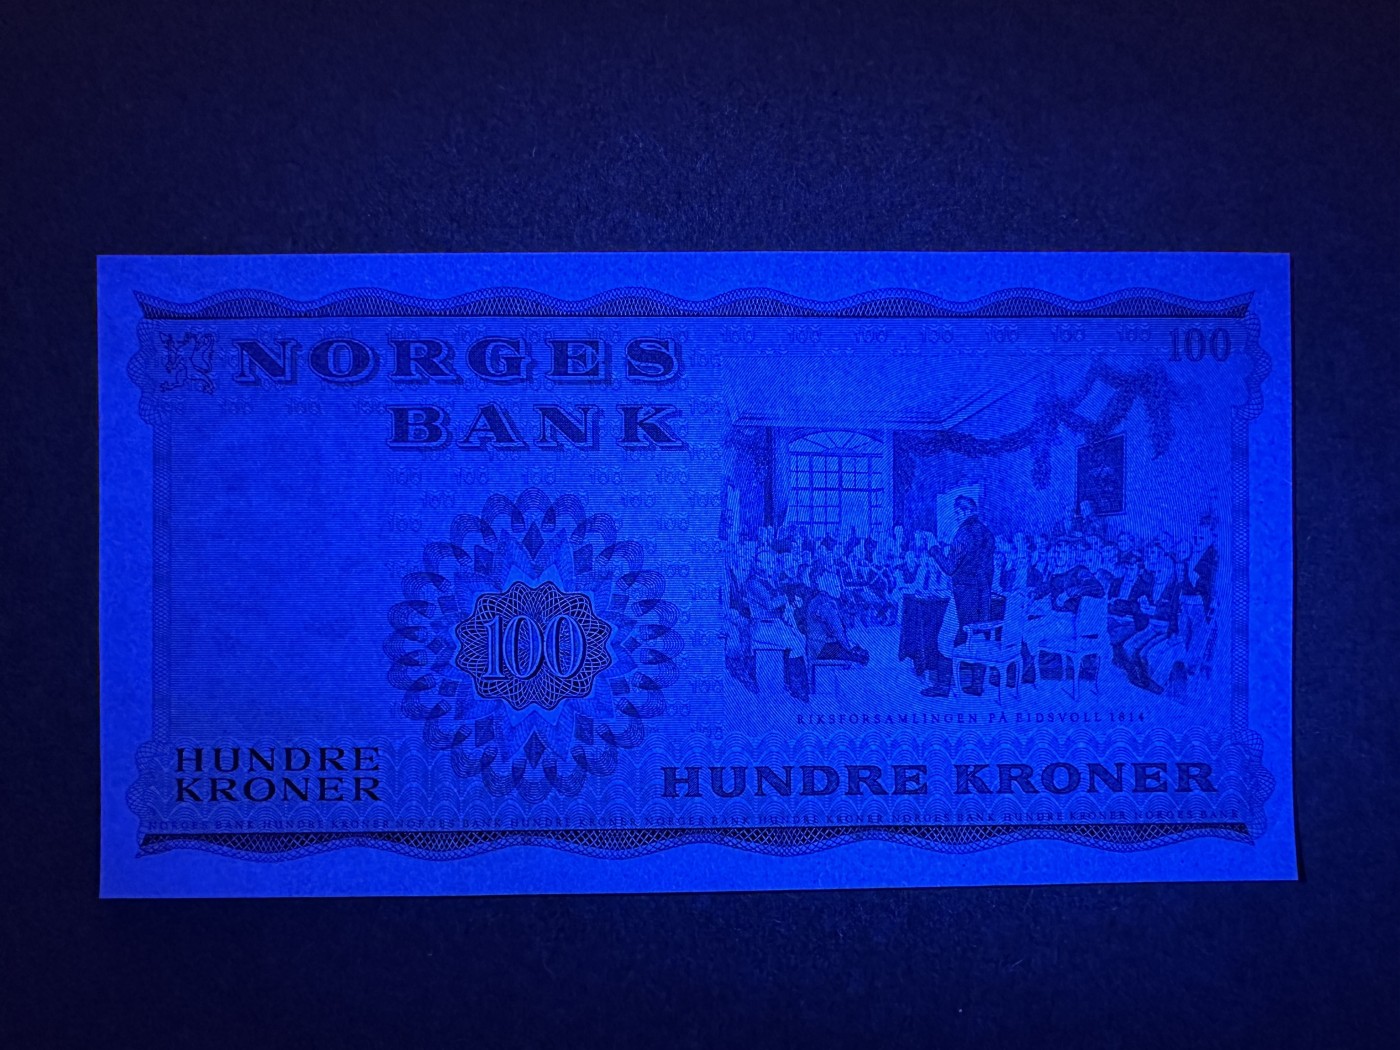 NORGES
BANK
100
100
RIKSFORSAMLINGEN PÅ EIDSVOLL 1814
HUNDRE
KRONER
HUNDRE KRONER
NORGES BANK HUNDRE KRONER NORGES BANK HUNDRE KRONER NORGES BANK HUNDRE KRONER NORGES BANK HUNDRE KRONER NORGES BANK